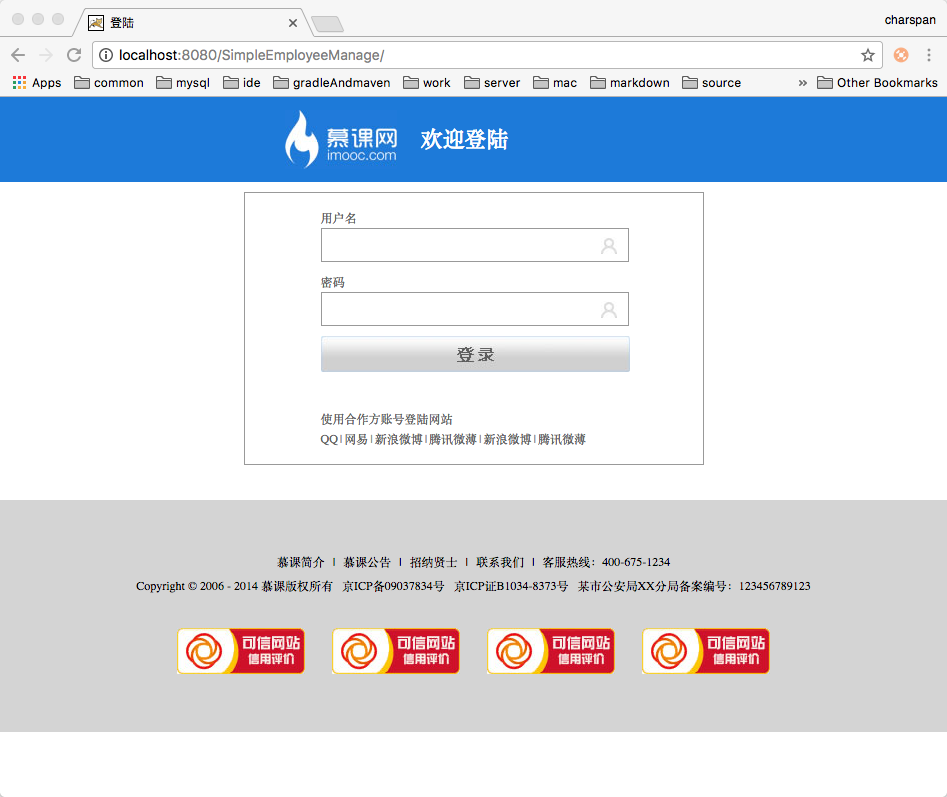 登陆
charspan
localhost:8080/SimpleEmployeeManage/
Apps common mysql ide gradleAndmaven work server mac markdown source » Other Bookmarks
慕课网
imooc.com
欢迎登陆
用户名
密码
登录
使用合作方账号登陆网站
QQ|网易|新浪微博|腾讯微薄|新浪微博|腾讯微薄
慕课简介 | 慕课公告 | 招纳贤士 | 联系我们 | 客服热线：400-675-1234
Copyright © 2006 - 2014 慕课版权所有 京ICP备09037834号 京ICP证B1034-8373号 某市公安局XX分局备案编号：123456789123
可信网站 可信网站 可信网站 可信网站
信用评价 信用评价 信用评价 信用评价